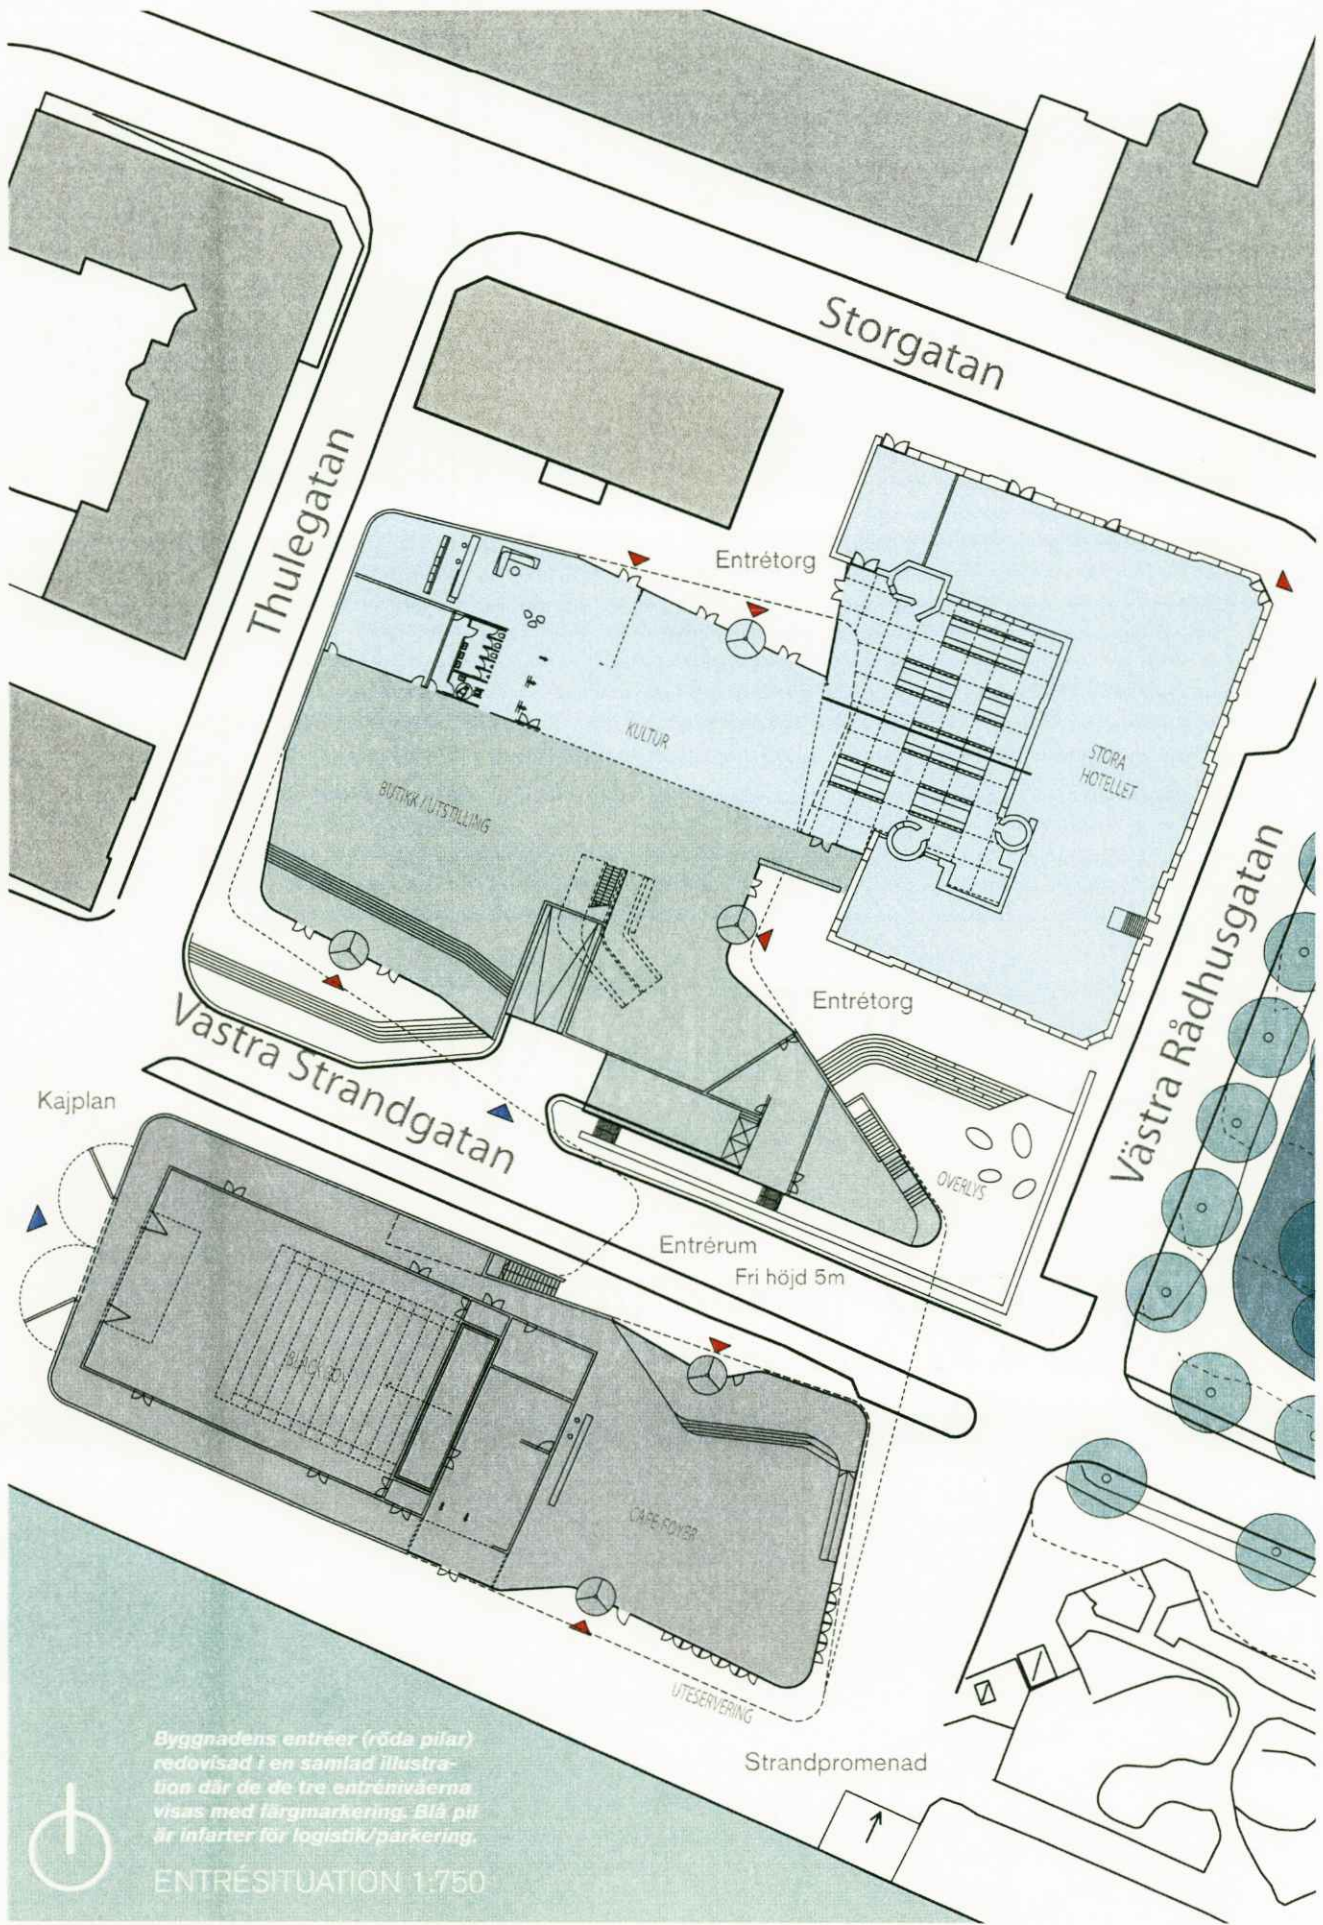 Storgatan
Thulegatan
Entrétorg
KULTUR
STORA
HOTELLET
BUTIKK / UTSTILLING
Västra Rådhusgatan
Entrétorg
Västra Strandgatan
Kajplan
OVERLYS
Entrérum
Fri höjd 5m
CAFE FOYER
UTESERVERING
Strandpromenad
Byggnadens entréer (röda pilar)
redovisad i en samlad illustra-
tion där de de tre entrénivåerna
visas med färgmarkering. Blå pil
är infarter för logistik/parkering.
ENTRÉSITUATION 1:750